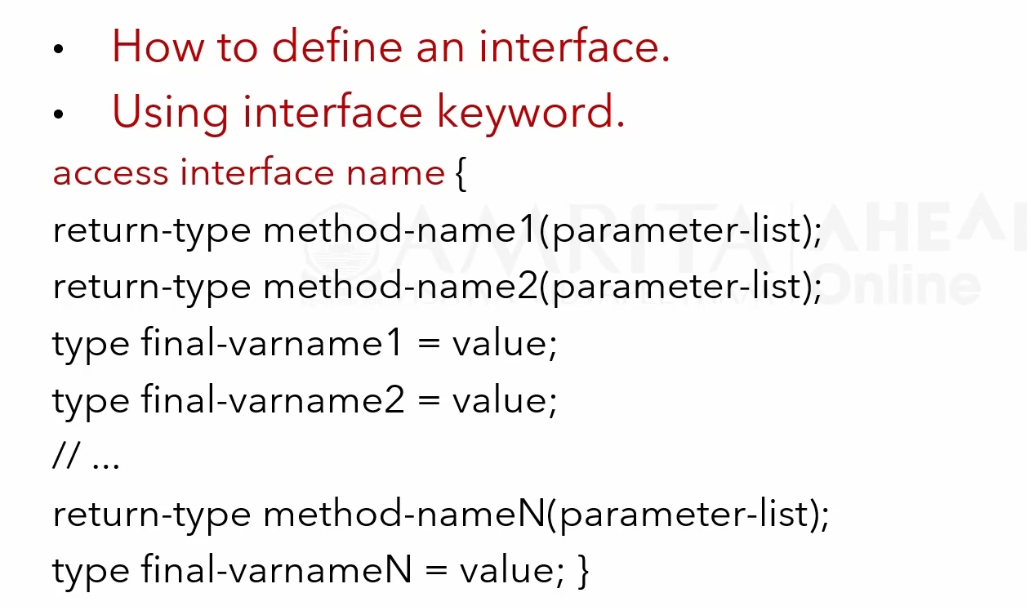 • How to define an interface.
• Using interface keyword.
access interface name {
return-type method-name1(parameter-list);
return-type method-name2(parameter-list);
type final-varname1 = value;
type final-varname2 = value;
// ...
return-type method-nameN(parameter-list);
type final-varnameN = value; }
AMRITA AHEAD
Online